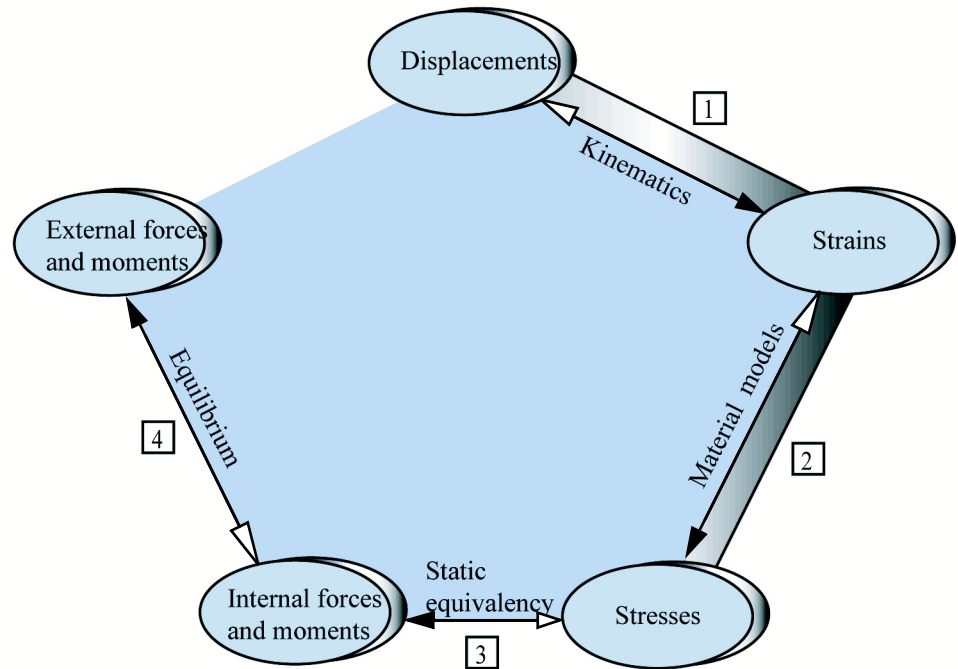 Displacements
1
Kinematics
External forces
and moments
Strains
Equilibrium
Material models
4
2
Internal forces
and moments
Static
equivalency
3
Stresses